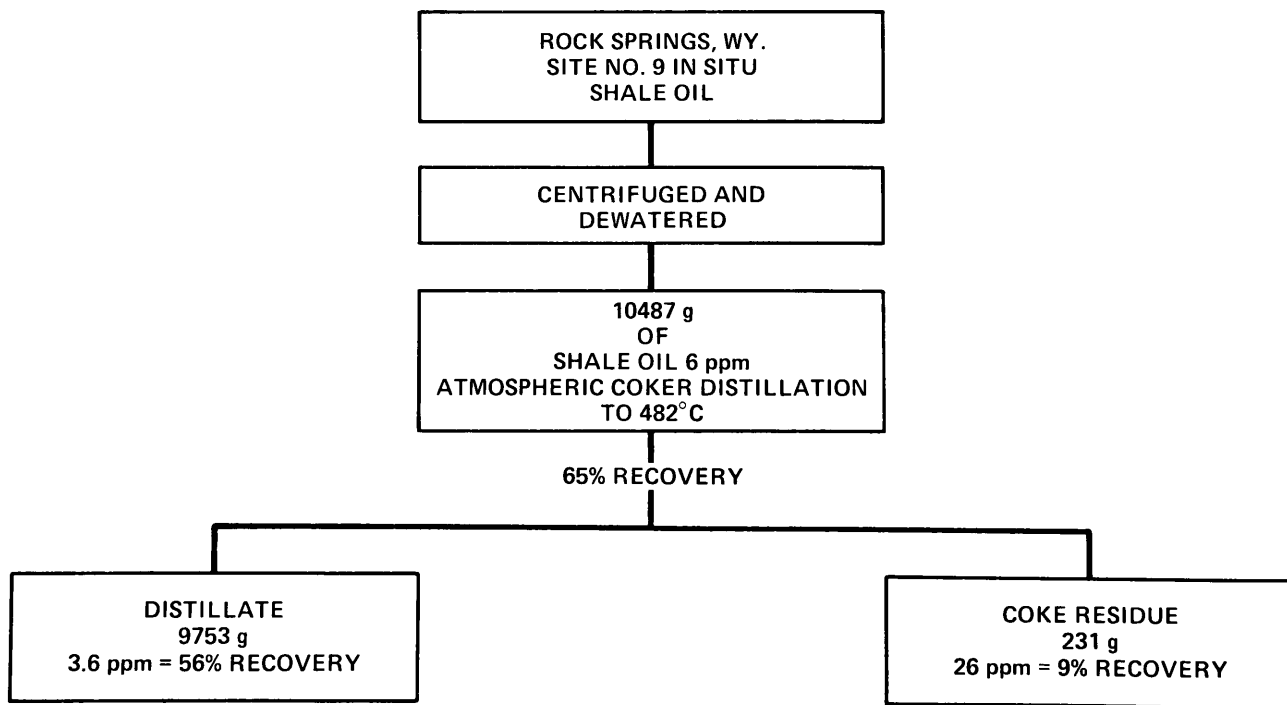 ROCK SPRINGS, WY.
SITE NO. 9 IN SITU
SHALE OIL
CENTRIFUGED AND
DEWATERED
10487 g
OF
SHALE OIL 6 ppm
ATMOSPHERIC COKER DISTILLATION
TO 482°C
65% RECOVERY
DISTILLATE
9753 g
3.6 ppm = 56% RECOVERY
COKE RESIDUE
231 g
26 ppm = 9% RECOVERY